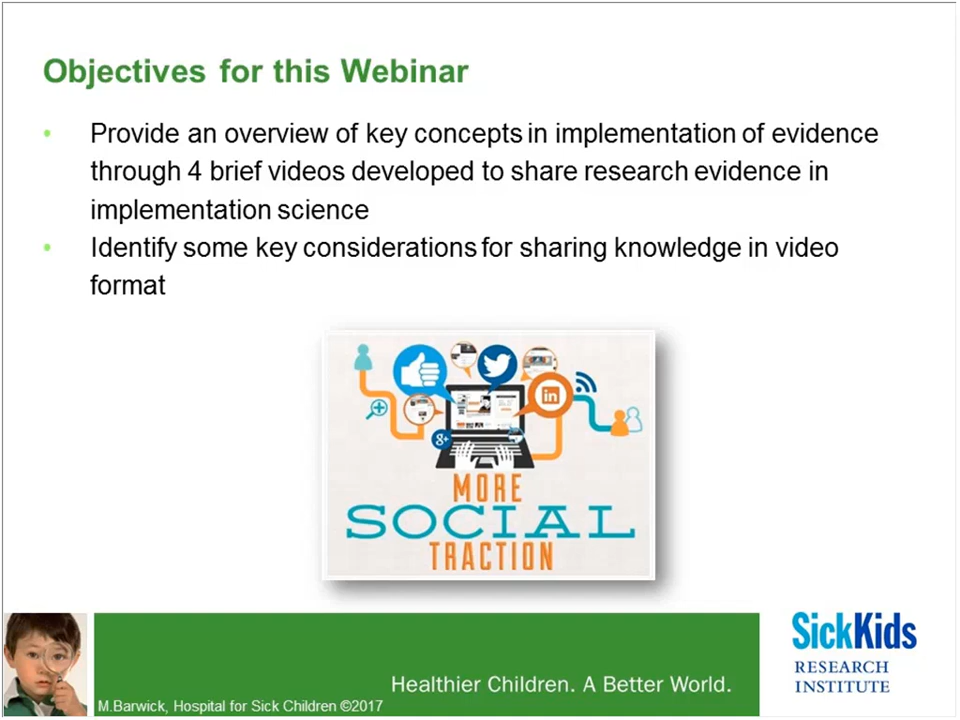 Objectives for this Webinar
• Provide an overview of key concepts in implementation of evidence
through 4 brief videos developed to share research evidence in
implementation science
• Identify some key considerations for sharing knowledge in video
format
in
g+
MORE
SOCIAL
TRACTION
Healthier Children. A Better World.
M.Barwick, Hospital for Sick Children ©2017
SickKids
RESEARCH
INSTITUTE